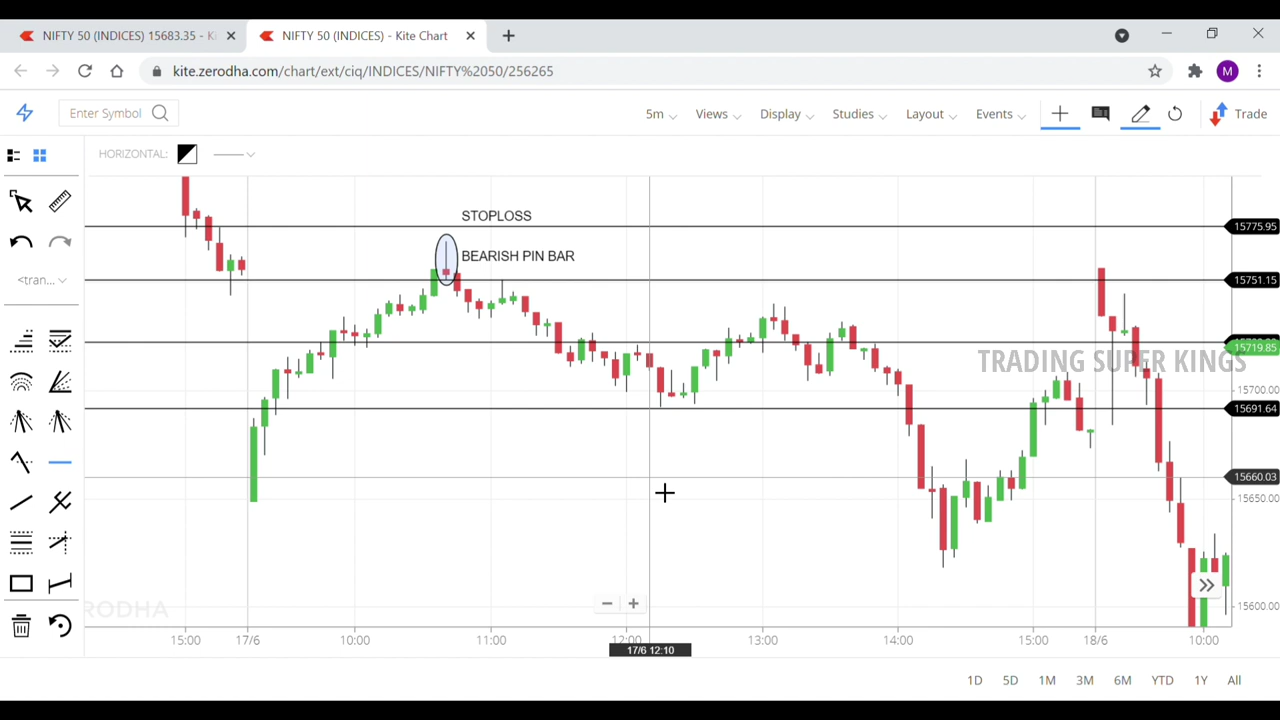 NIFTY 50 (INDICES) 15683.35 - K
NIFTY 50 (INDICES) - Kite Chart
kite.zerodha.com/chart/ext/ciq/INDICES/NIFTY%2050/256265
M
Enter Symbol
5m Views Display Studies Layout Events Trade
HORIZONTAL:
<tran...
STOPLOSS
15775.95
BEARISH PIN BAR
15751.15
15719.85
TRADING SUPER KINGS
15700.00
15691.64
15660.03
15650.00
15600.00
ERODHA
15:00 17/6 10:00 11:00 12:00 13:00 14:00 15:00 18/6 10:00
17/6 12:10
1D 5D 1M 3M 6M YTD 1Y All